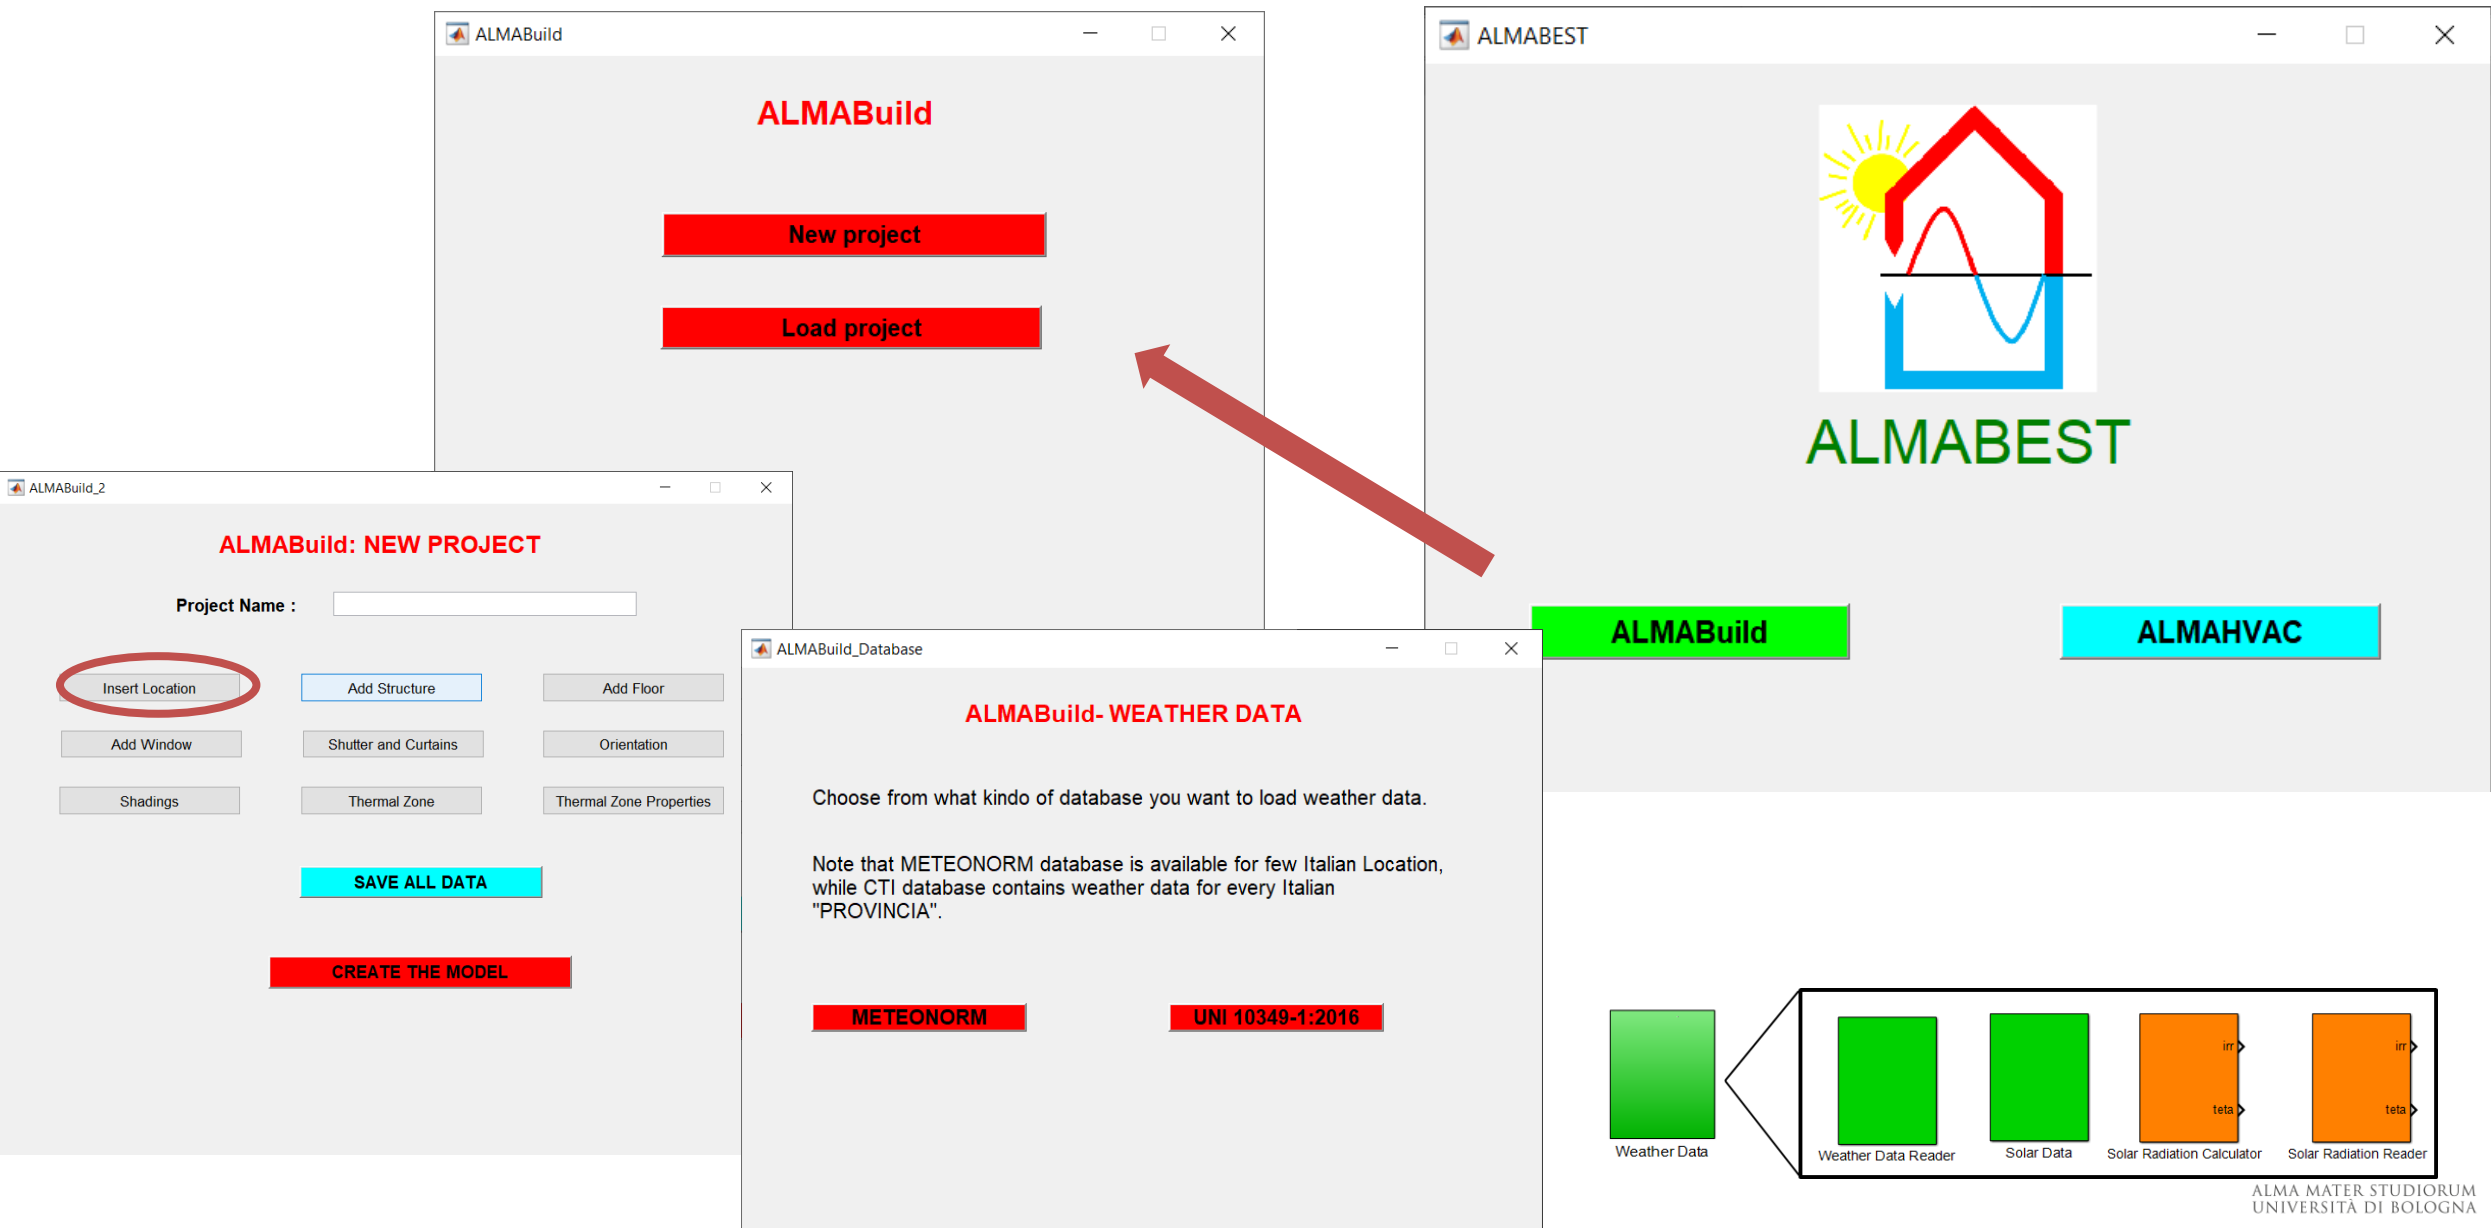 ALMABuild
ALMABuild
New project
Load project
ALMABEST
ALMABEST
ALMABuild
ALMAHVAC
ALMABuild_2
ALMABuild: NEW PROJECT
Project Name :
Insert Location
Add Structure
Add Floor
Add Window
Shutter and Curtains
Orientation
Shadings
Thermal Zone
Thermal Zone Properties
SAVE ALL DATA
CREATE THE MODEL
ALMABuild_Database
ALMABuild- WEATHER DATA
Choose from what kindo of database you want to load weather data.
Note that METEONORM database is available for few Italian Location,
while CTI database contains weather data for every Italian
"PROVINCIA".
METEONORM
UNI 10349-1:2016
Weather Data
Weather Data Reader
Solar Data
irr
teta
Solar Radiation Calculator
irr
teta
Solar Radiation Reader
ALMA MATER STUDIORUM
UNIVERSITÀ DI BOLOGNA